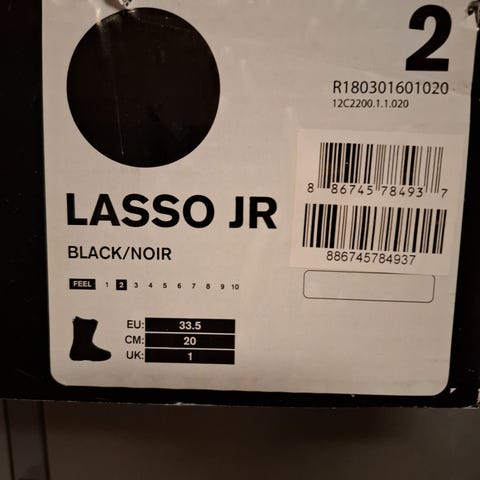 2
R180301601020
12C2200.1.1.020
8 86745 78493 7
886745784937
LASSO JR
BLACK/NOIR
FEEL 1 2 3 4 5 6 7 8 9 10
EU: 33.5
CM: 20
UK: 1